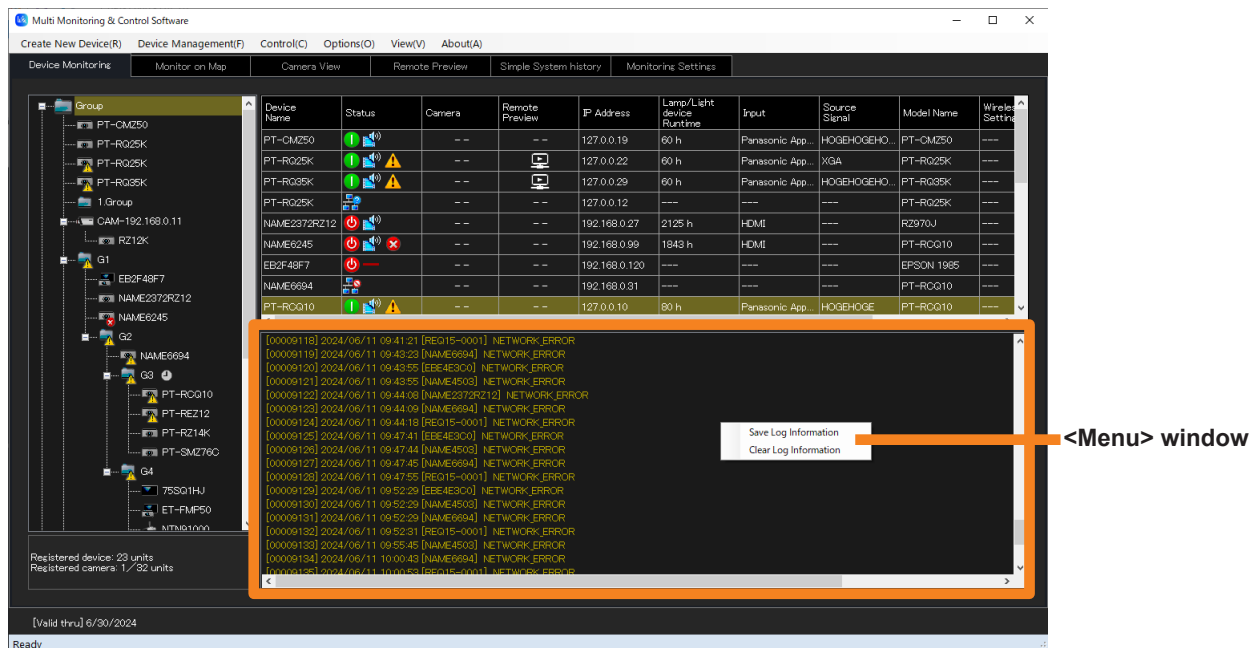 Multi Monitoring & Control Software
Create New Device(R) Device Management(F) Control(C) Options(O) View(V) About(A)
Device Monitoring Monitor on Map Camera View Remote Preview Simple System history Monitoring Settings
Group
PT-CMZ50
PT-RQ25K
PT-RQ25K
PT-RQ35K
1.Group
CAM-192.168.0.11
RZ12K
G1
EB2F48F7
NAME2372RZ12
NAME6245
G2
NAME6694
G3
PT-RCQ10
PT-REZ12
PT-RZ14K
PT-SMZ76C
G4
75SQ1HJ
ET-FMP50
NTN91000
Registered device: 23 units
Registered camera: 1/32 units
Device Name Status Camera Remote Preview IP Address Lamp/Light device Runtime Input Source Signal Model Name Wireless Setting
PT-CMZ50 -- -- 127.0.0.19 60 h Panasonic App... HOGEHOGEHO... PT-CMZ50 ---
PT-RQ25K -- 127.0.0.22 60 h Panasonic App... XGA PT-RQ25K ---
PT-RQ35K -- 127.0.0.29 60 h Panasonic App... HOGEHOGEHO... PT-RQ35K ---
PT-RQ25K -- -- 127.0.0.12 --- --- --- PT-RQ25K ---
NAME2372RZ12 -- -- 192.168.0.27 2125 h HDMI --- RZ970J ---
NAME6245 -- -- 192.168.0.99 1843 h HDMI --- PT-RCQ10 ---
EB2F48F7 -- -- 192.168.0.120 --- --- --- EPSON 1985 ---
NAME6694 -- -- 192.168.0.31 --- --- --- PT-RCQ10 ---
PT-RCQ10 -- -- 127.0.0.10 80 h Panasonic App... HOGEHOGE PT-RCQ10 ---
[00009118] 2024/06/11 09:41:21 [REQ15-0001] NETWORK_ERROR
[00009119] 2024/06/11 09:43:23 [NAME6694] NETWORK_ERROR
[00009120] 2024/06/11 09:43:55 [EBE4E3C0] NETWORK_ERROR
[00009121] 2024/06/11 09:43:55 [NAME4503] NETWORK_ERROR
[00009122] 2024/06/11 09:44:08 [NAME2372RZ12] NETWORK_ERROR
[00009123] 2024/06/11 09:44:09 [NAME6694] NETWORK_ERROR
[00009124] 2024/06/11 09:44:18 [REQ15-0001] NETWORK_ERROR
[00009125] 2024/06/11 09:47:41 [EBE4E3C0] NETWORK_ERROR
[00009126] 2024/06/11 09:47:44 [NAME4503] NETWORK_ERROR
[00009127] 2024/06/11 09:47:45 [NAME6694] NETWORK_ERROR
[00009128] 2024/06/11 09:47:55 [REQ15-0001] NETWORK_ERROR
[00009129] 2024/06/11 09:52:29 [EBE4E3C0] NETWORK_ERROR
[00009130] 2024/06/11 09:52:29 [NAME4503] NETWORK_ERROR
[00009131] 2024/06/11 09:52:29 [NAME6694] NETWORK_ERROR
[00009132] 2024/06/11 09:52:31 [REQ15-0001] NETWORK_ERROR
[00009133] 2024/06/11 09:55:45 [NAME4503] NETWORK_ERROR
[00009134] 2024/06/11 10:00:43 [NAME6694] NETWORK_ERROR
[00009135] 2024/06/11 10:00:53 [REQ15-0001] NETWORK_ERROR
Save Log Information
Clear Log Information
<Menu> window
[Valid thru] 6/30/2024
Ready